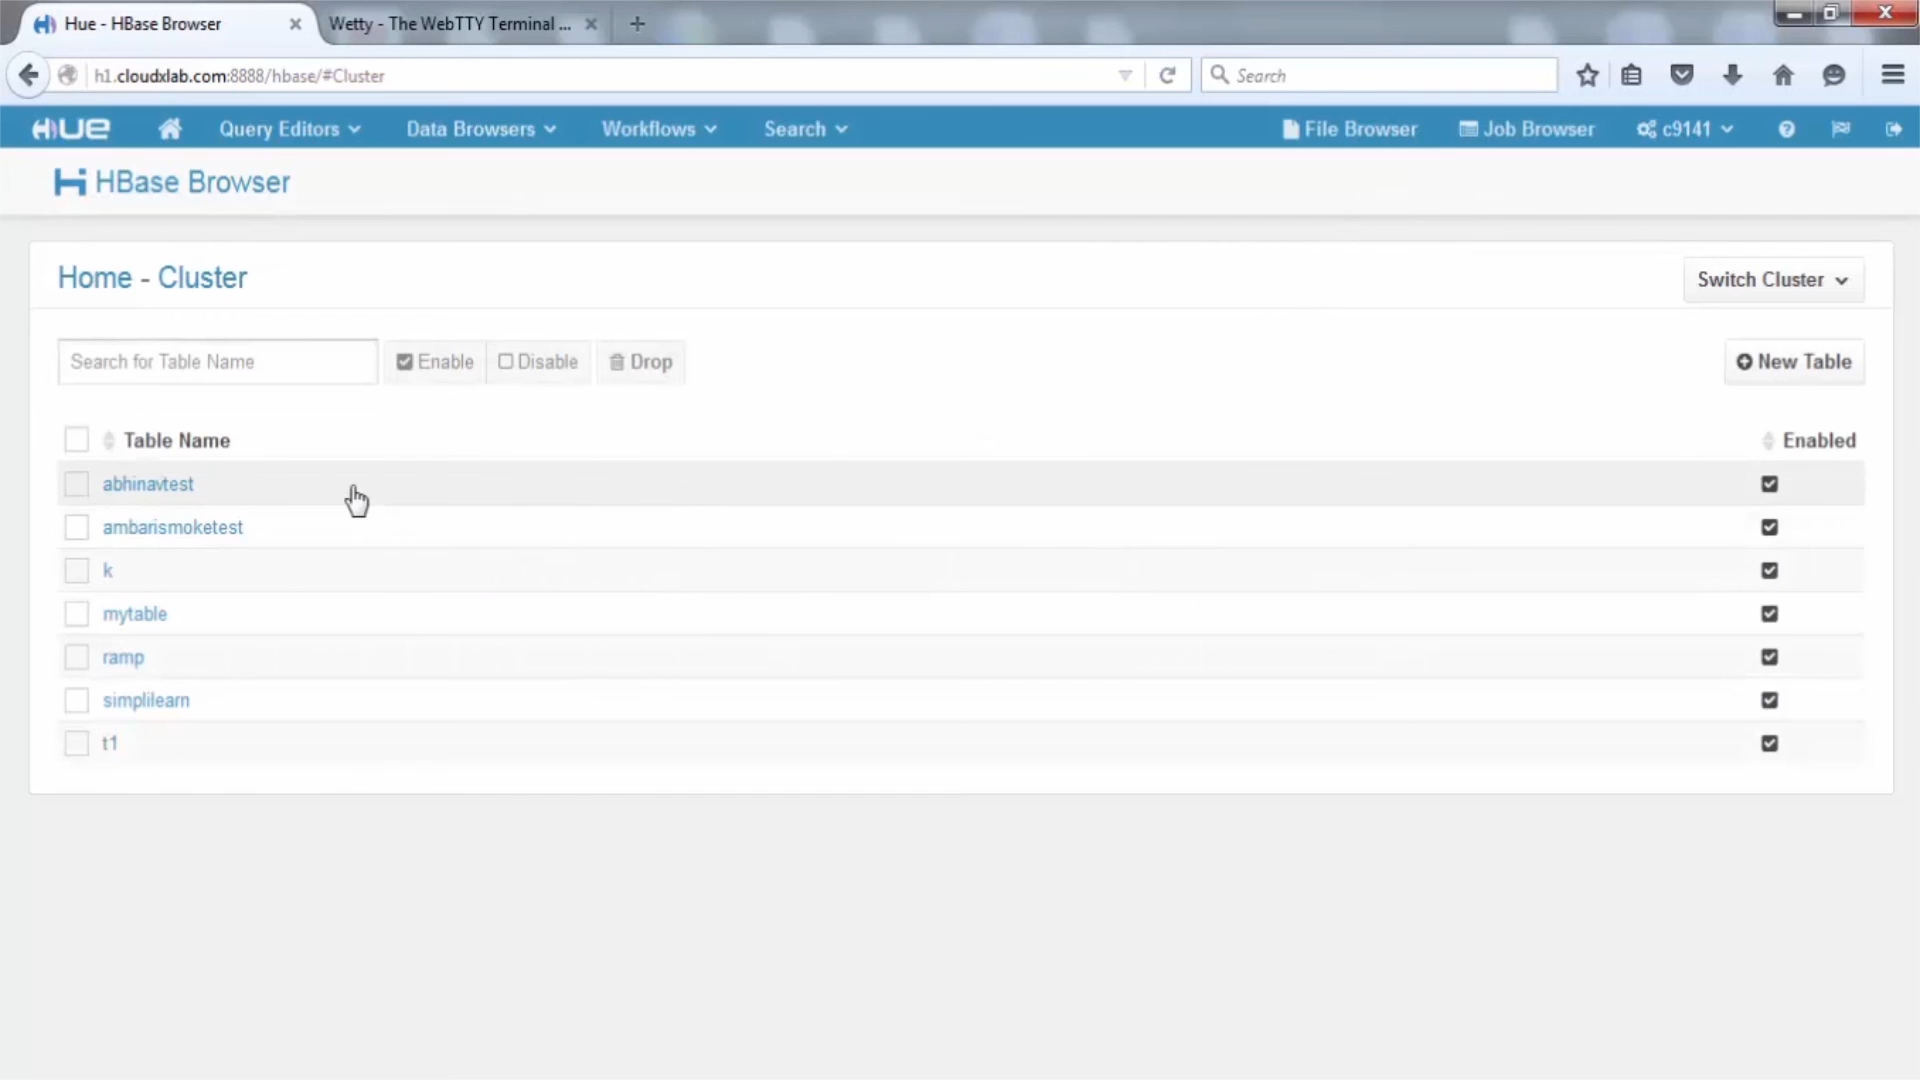 Hue - HBase Browser
Wetty - The WebTTY Terminal ...
h1.cloudxlab.com:8888/hbase/#Cluster
Search
HUE
Query Editors
Data Browsers
Workflows
Search
File Browser
Job Browser
c9141
HBase Browser
Home - Cluster
Switch Cluster
Search for Table Name
Enable
Disable
Drop
New Table
Table Name
Enabled
abhinavtest
ambarismoketest
k
mytable
ramp
simplilearn
t1